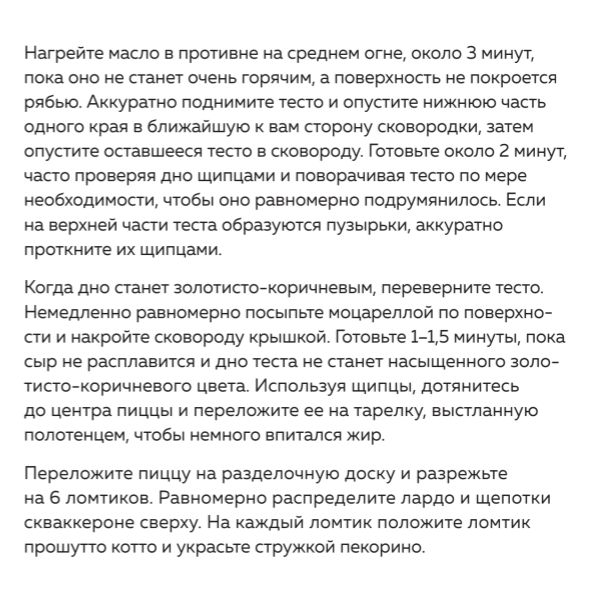 Нагрейте масло в противне на среднем огне, около 3 минут,
пока оно не станет очень горячим, а поверхность не покроется
рябью. Аккуратно поднимите тесто и опустите нижнюю часть
одного края в ближайшую к вам сторону сковородки, затем
опустите оставшееся тесто в сковороду. Готовьте около 2 минут,
часто проверяя дно щипцами и поворачивая тесто по мере
необходимости, чтобы оно равномерно подрумянилось. Если
на верхней части теста образуются пузырьки, аккуратно
проткните их щипцами.
Когда дно станет золотисто-коричневым, переверните тесто.
Немедленно равномерно посыпьте моцареллой по поверхно-
сти и накройте сковороду крышкой. Готовьте 1–1,5 минуты, пока
сыр не расплавится и дно теста не станет насыщенного золо-
тисто-коричневого цвета. Используя щипцы, дотянитесь
до центра пиццы и переложите ее на тарелку, выстланную
полотенцем, чтобы немного впитался жир.
Переложите пиццу на разделочную доску и разрежьте
на 6 ломтиков. Равномерно распределите лардо и щепотки
скваккероне сверху. На каждый ломтик положите ломтик
прошутто котто и украсьте стружкой пекорино.